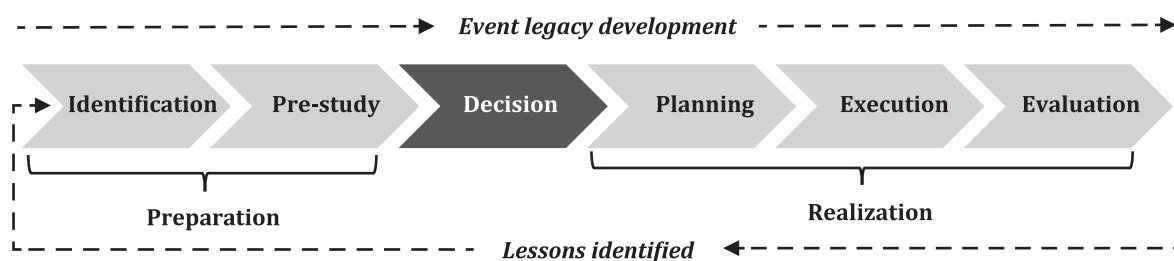 Event legacy development
Identification Pre-study Decision Planning Execution Evaluation
Preparation
Realization
Lessons identified